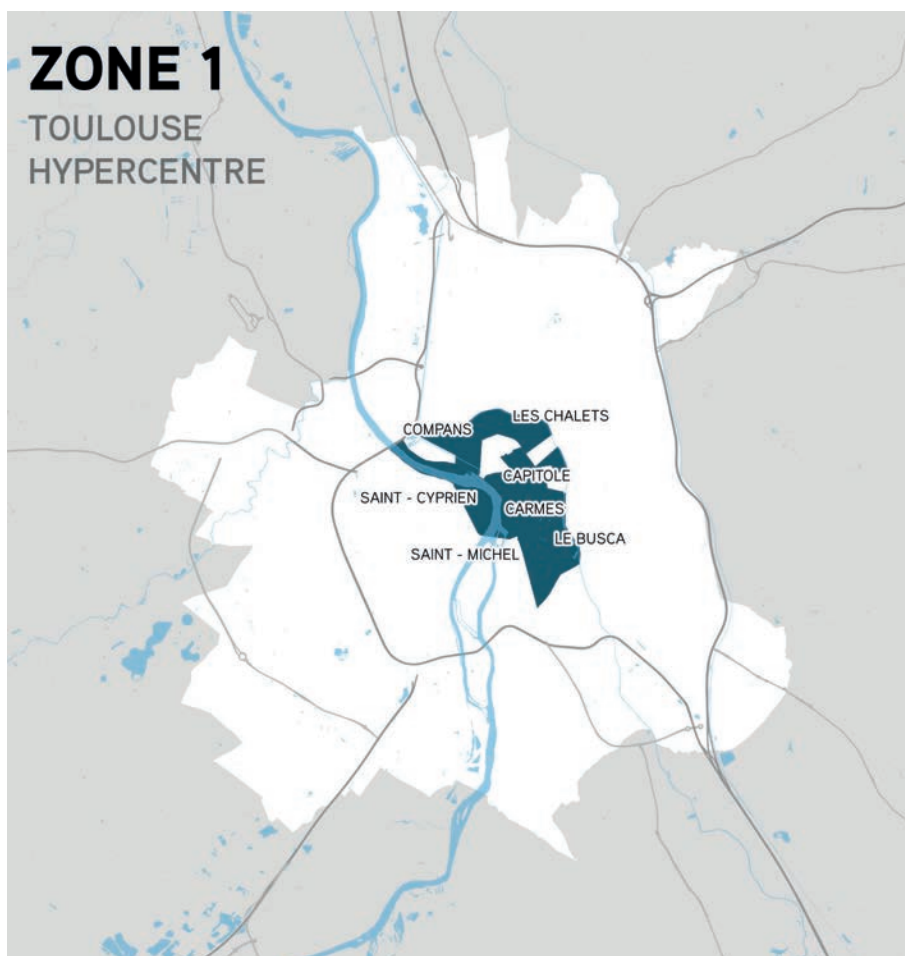 ZONE 1
TOULOUSE
HYPERCENTRE
LES CHALETS
COMPANS
CAPITOLE
SAINT - CYPRIEN
CARMES
LE BUSCA
SAINT - MICHEL